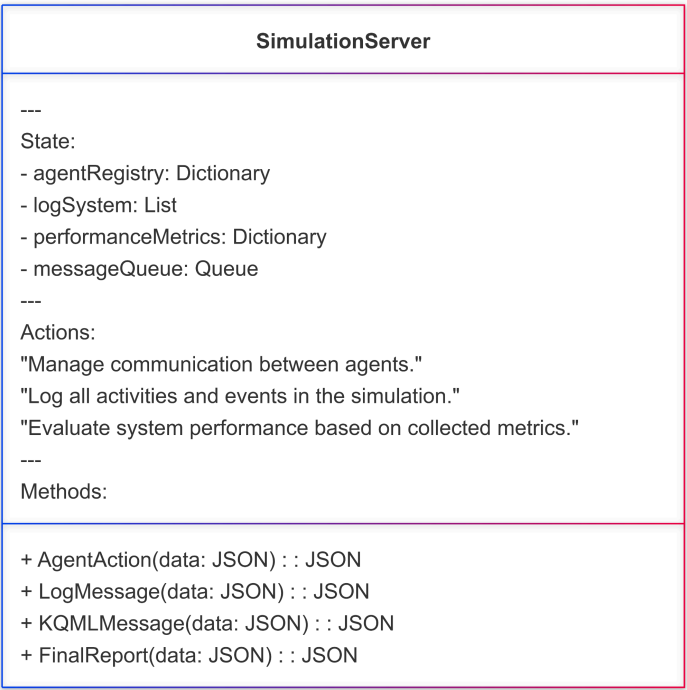 SimulationServer
---
State:
- agentRegistry: Dictionary
- logSystem: List
- performanceMetrics: Dictionary
- messageQueue: Queue
---
Actions:
"Manage communication between agents."
"Log all activities and events in the simulation."
"Evaluate system performance based on collected metrics."
---
Methods:
+ AgentAction(data: JSON) : : JSON
+ LogMessage(data: JSON) : : JSON
+ KQMLMessage(data: JSON) : : JSON
+ FinalReport(data: JSON) : : JSON